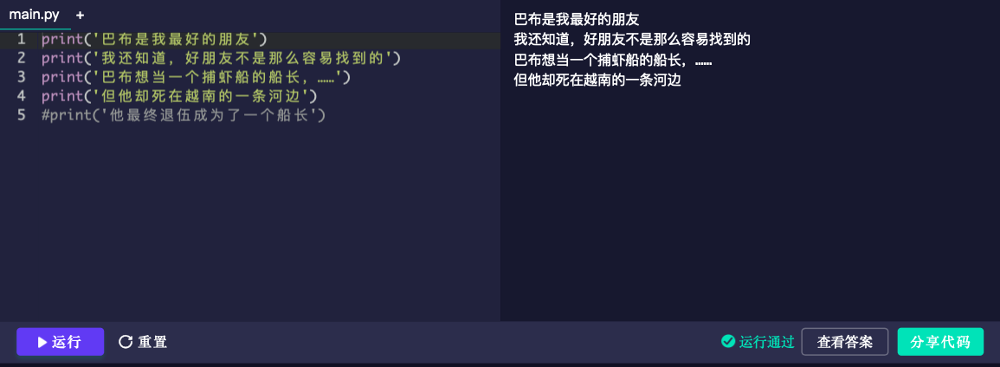 main.py +
1 print('巴布是我最好的朋友')
2 print('我还知道，好朋友不是那么容易找到的')
3 print('巴布想当一个捕虾船的船长，……')
4 print('但他却死在越南的一条河边')
5 #print('他最终退伍成为了一个船长')
巴布是我最好的朋友
我还知道，好朋友不是那么容易找到的
巴布想当一个捕虾船的船长，……
但他却死在越南的一条河边
运行 重置 运行通过 查看答案 分享代码